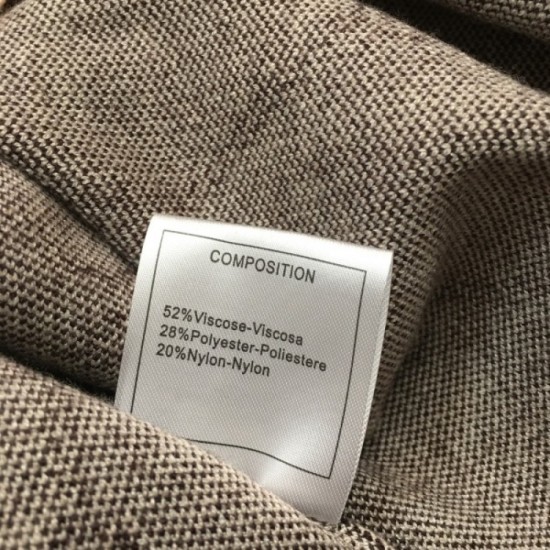 COMPOSITION
52%Viscose-Viscosa
28%Polyester-Poliestere
20%Nylon-Nylon